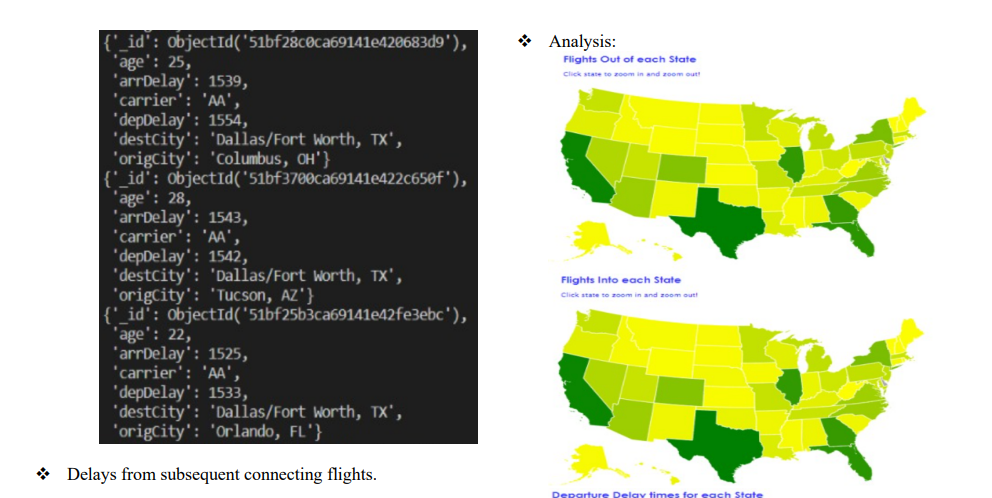 {'_id': ObjectId('51bf28c0ca69141e420683d9'),
'age': 25,
'arrDelay': 1539,
'carrier': 'AA',
'depDelay': 1554,
'destCity': 'Dallas/Fort Worth, TX',
'origCity': 'Columbus, OH'}
{'_id': ObjectId('51bf3700ca69141e422c650f'),
'age': 28,
'arrDelay': 1543,
'carrier': 'AA',
'depDelay': 1542,
'destCity': 'Dallas/Fort Worth, TX',
'origCity': 'Tucson, AZ'}
{'_id': ObjectId('51bf25b3ca69141e42fe3ebc'),
'age': 22,
'arrDelay': 1525,
'carrier': 'AA',
'depDelay': 1533,
'destCity': 'Dallas/Fort Worth, TX',
'origCity': 'Orlando, FL'}
❖ Delays from subsequent connecting flights.
❖ Analysis:
Flights Out of each State
Click state to zoom in and zoom out!
Flights Into each State
Click state to zoom in and zoom out!
Departure Delay times for each State